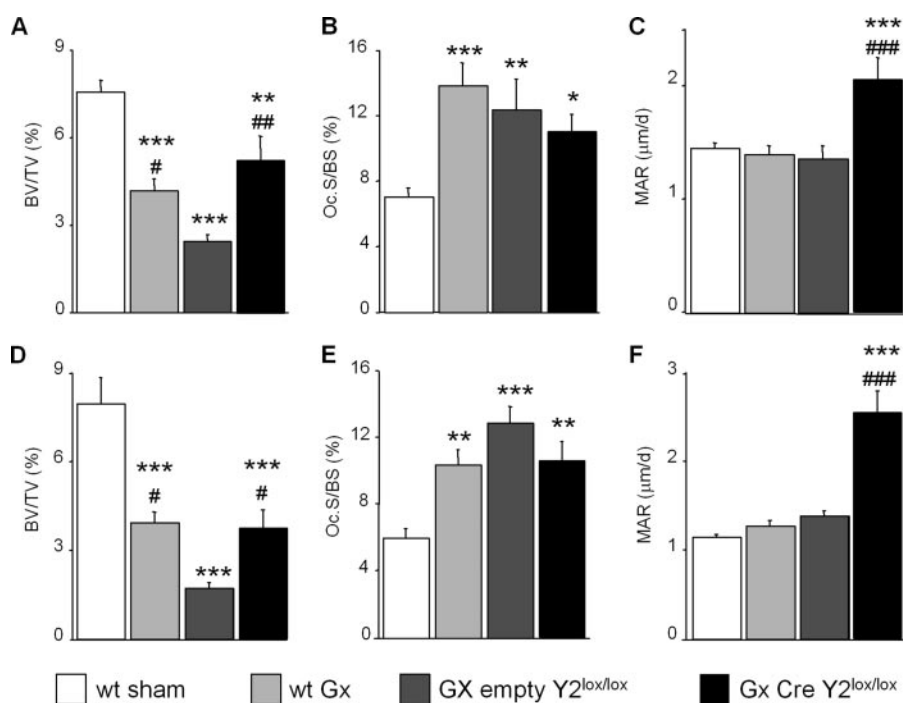 A
BV/TV (%)
9
6
3
0
***
#
***
**
##
B
Oc.S/BS (%)
16
12
8
4
0
***
**
*
C
MAR (µm/d)
2
1
0
***
###
D
BV/TV (%)
9
6
3
0
***
#
***
***
#
E
Oc.S/BS (%)
16
12
8
4
0
**
***
**
F
MAR (µm/d)
3
2
1
0
***
###
wt sham
wt Gx
GX empty Y2lox/lox
Gx Cre Y2lox/lox